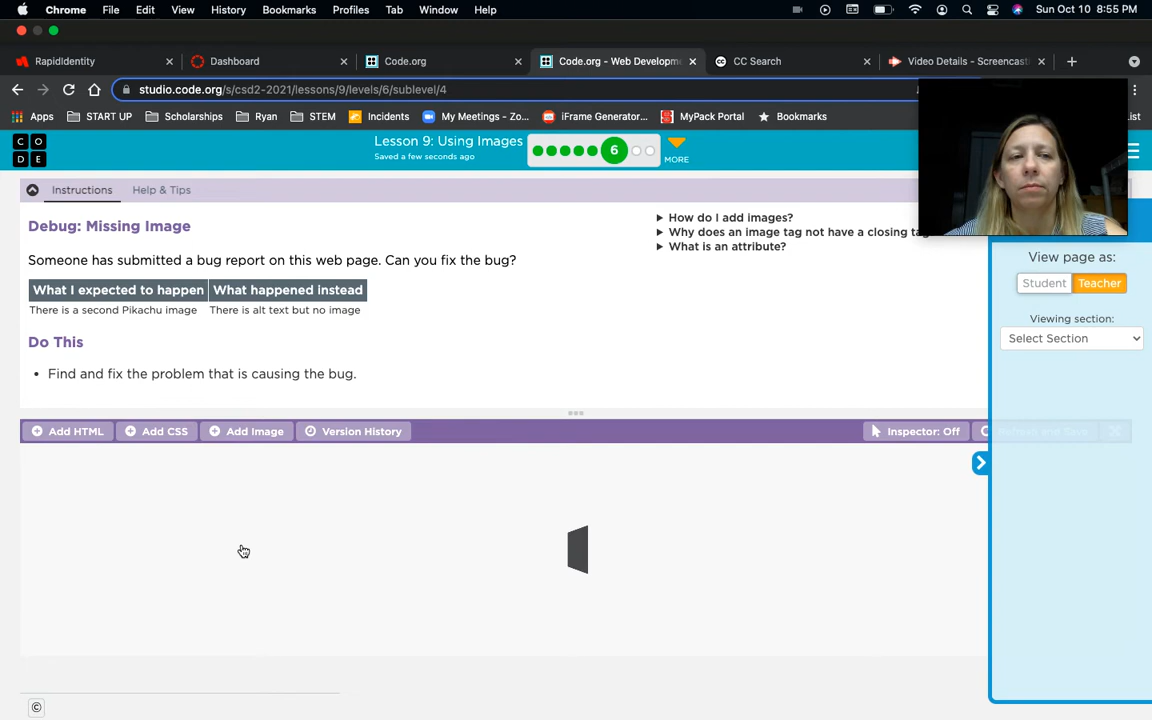 Chrome File Edit View History Bookmarks Profiles Tab Window Help Sun Oct 10 8:55 PM
RapidIdentity Dashboard Code.org Code.org - Web Developm CC Search Video Details - Screencast
studio.code.org/s/csd2-2021/lessons/9/levels/6/sublevel/4
Apps START UP Scholarships Ryan STEM Incidents My Meetings - Zo... iFrame Generator... MyPack Portal Bookmarks List
CODE
Lesson 9: Using Images
Saved a few seconds ago
6
MORE
Instructions Help & Tips
Debug: Missing Image
Someone has submitted a bug report on this web page. Can you fix the bug?
What I expected to happen What happened instead
There is a second Pikachu image There is alt text but no image
Do This
• Find and fix the problem that is causing the bug.
How do I add images?
Why does an image tag not have a closing tag
What is an attribute?
View page as:
Student Teacher
Viewing section:
Select Section
Add HTML Add CSS Add Image Version History Inspector: Off Refresh and Save
©